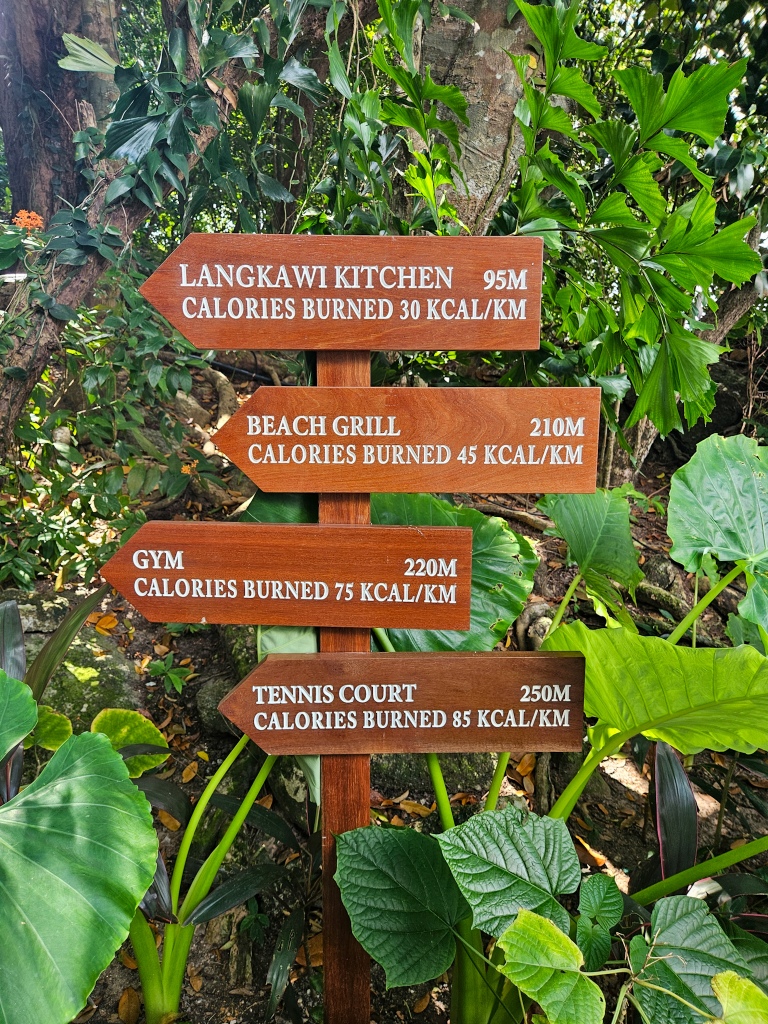 LANGKAWI KITCHEN 95M
CALORIES BURNED 30 KCAL/KM
BEACH GRILL 210M
CALORIES BURNED 45 KCAL/KM
GYM 220M
CALORIES BURNED 75 KCAL/KM
TENNIS COURT 250M
CALORIES BURNED 85 KCAL/KM